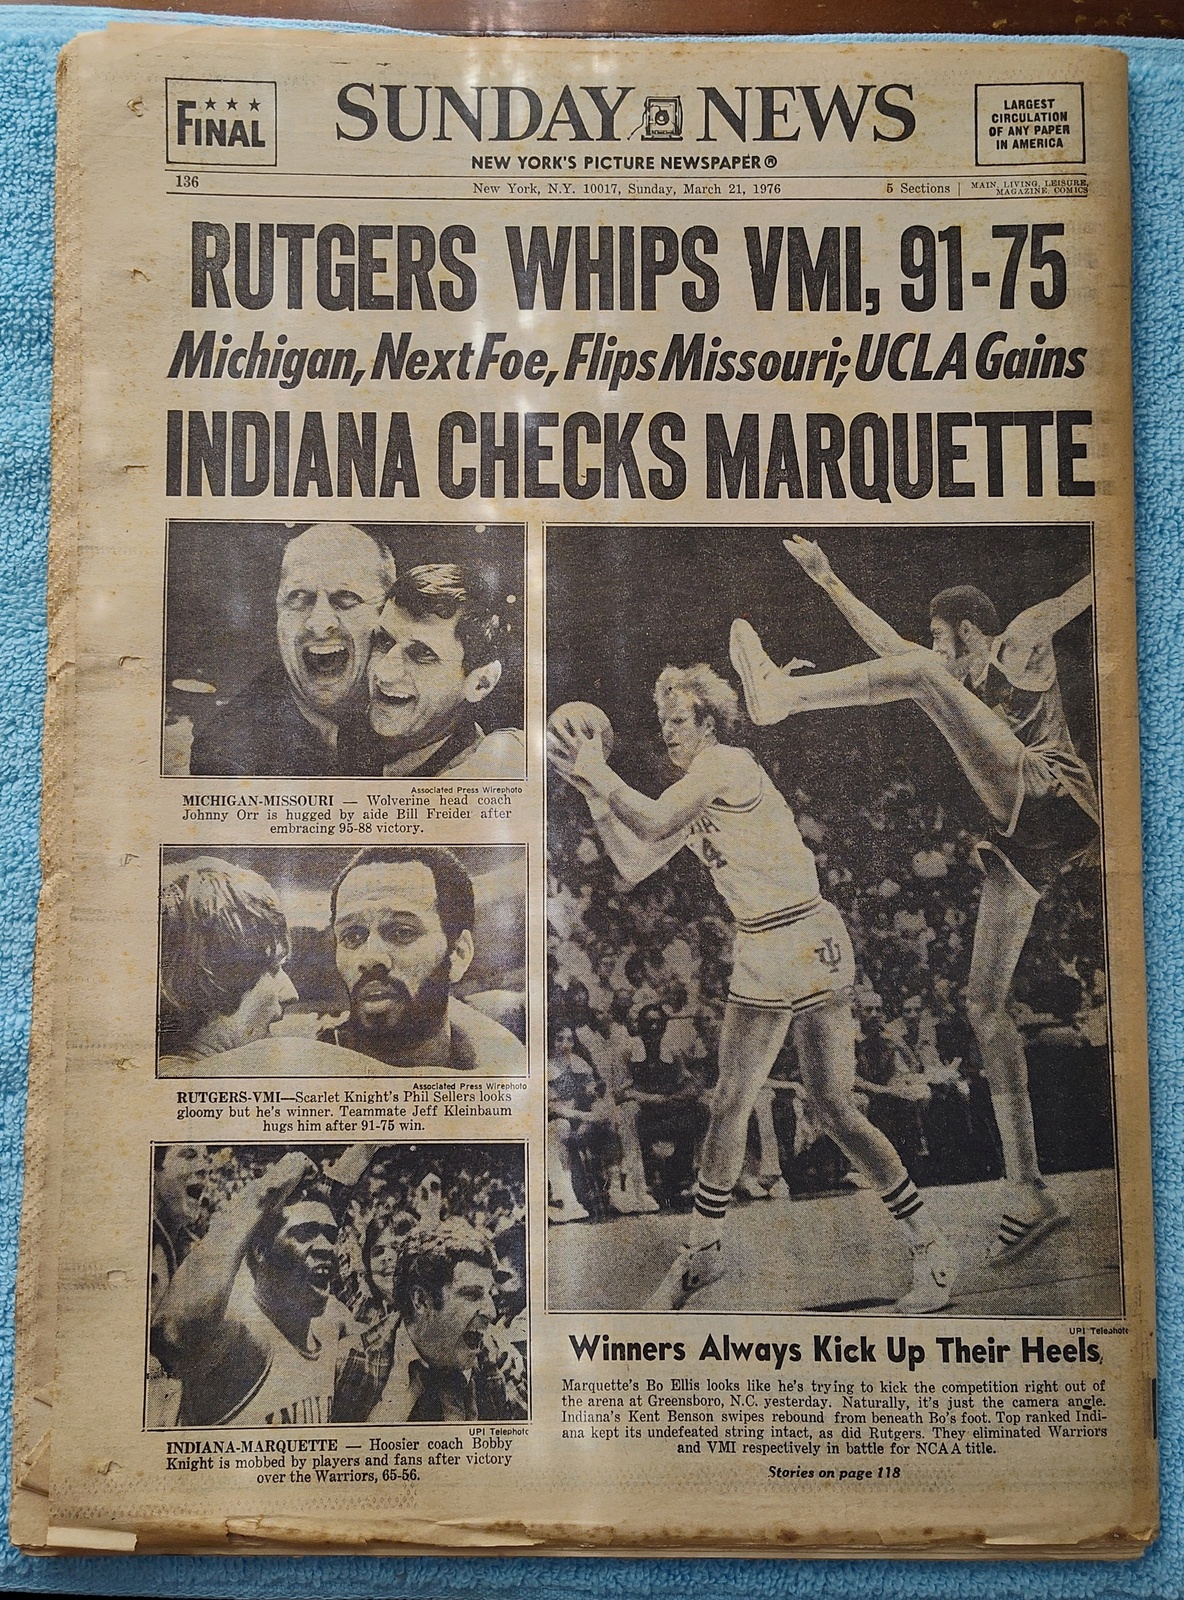 ★ ★ ★
FINAL
SUNDAY NEWS
NEW YORK'S PICTURE NEWSPAPER®
LARGEST
CIRCULATION
OF ANY PAPER
IN AMERICA
136
New York, N.Y. 10017, Sunday, March 21, 1976
5 Sections
MAIN, LIVING, LEISURE,
MAGAZINE, COMICS
RUTGERS WHIPS VMI, 91-75
Michigan, Next Foe, Flips Missouri; UCLA Gains
INDIANA CHECKS MARQUETTE
Associated Press Wirephoto
MICHIGAN-MISSOURI — Wolverine head coach
Johnny Orr is hugged by aide Bill Freider after
embracing 95-88 victory.
Associated Press Wirephoto
RUTGERS-VMI—Scarlet Knight's Phil Sellers looks
gloomy but he's winner. Teammate Jeff Kleinbaum
hugs him after 91-75 win.
UPI Telephoto
INDIANA-MARQUETTE — Hoosier coach Bobby
Knight is mobbed by players and fans after victory
over the Warriors, 65-56.
UPI Telephoto
Winners Always Kick Up Their Heels
Marquette's Bo Ellis looks like he's trying to kick the competition right out of
the arena at Greensboro, N.C. yesterday. Naturally, it's just the camera angle.
Indiana's Kent Benson swipes rebound from beneath Bo's foot. Top ranked Indi-
ana kept its undefeated string intact, as did Rutgers. They eliminated Warriors
and VMI respectively in battle for NCAA title.
Stories on page 118